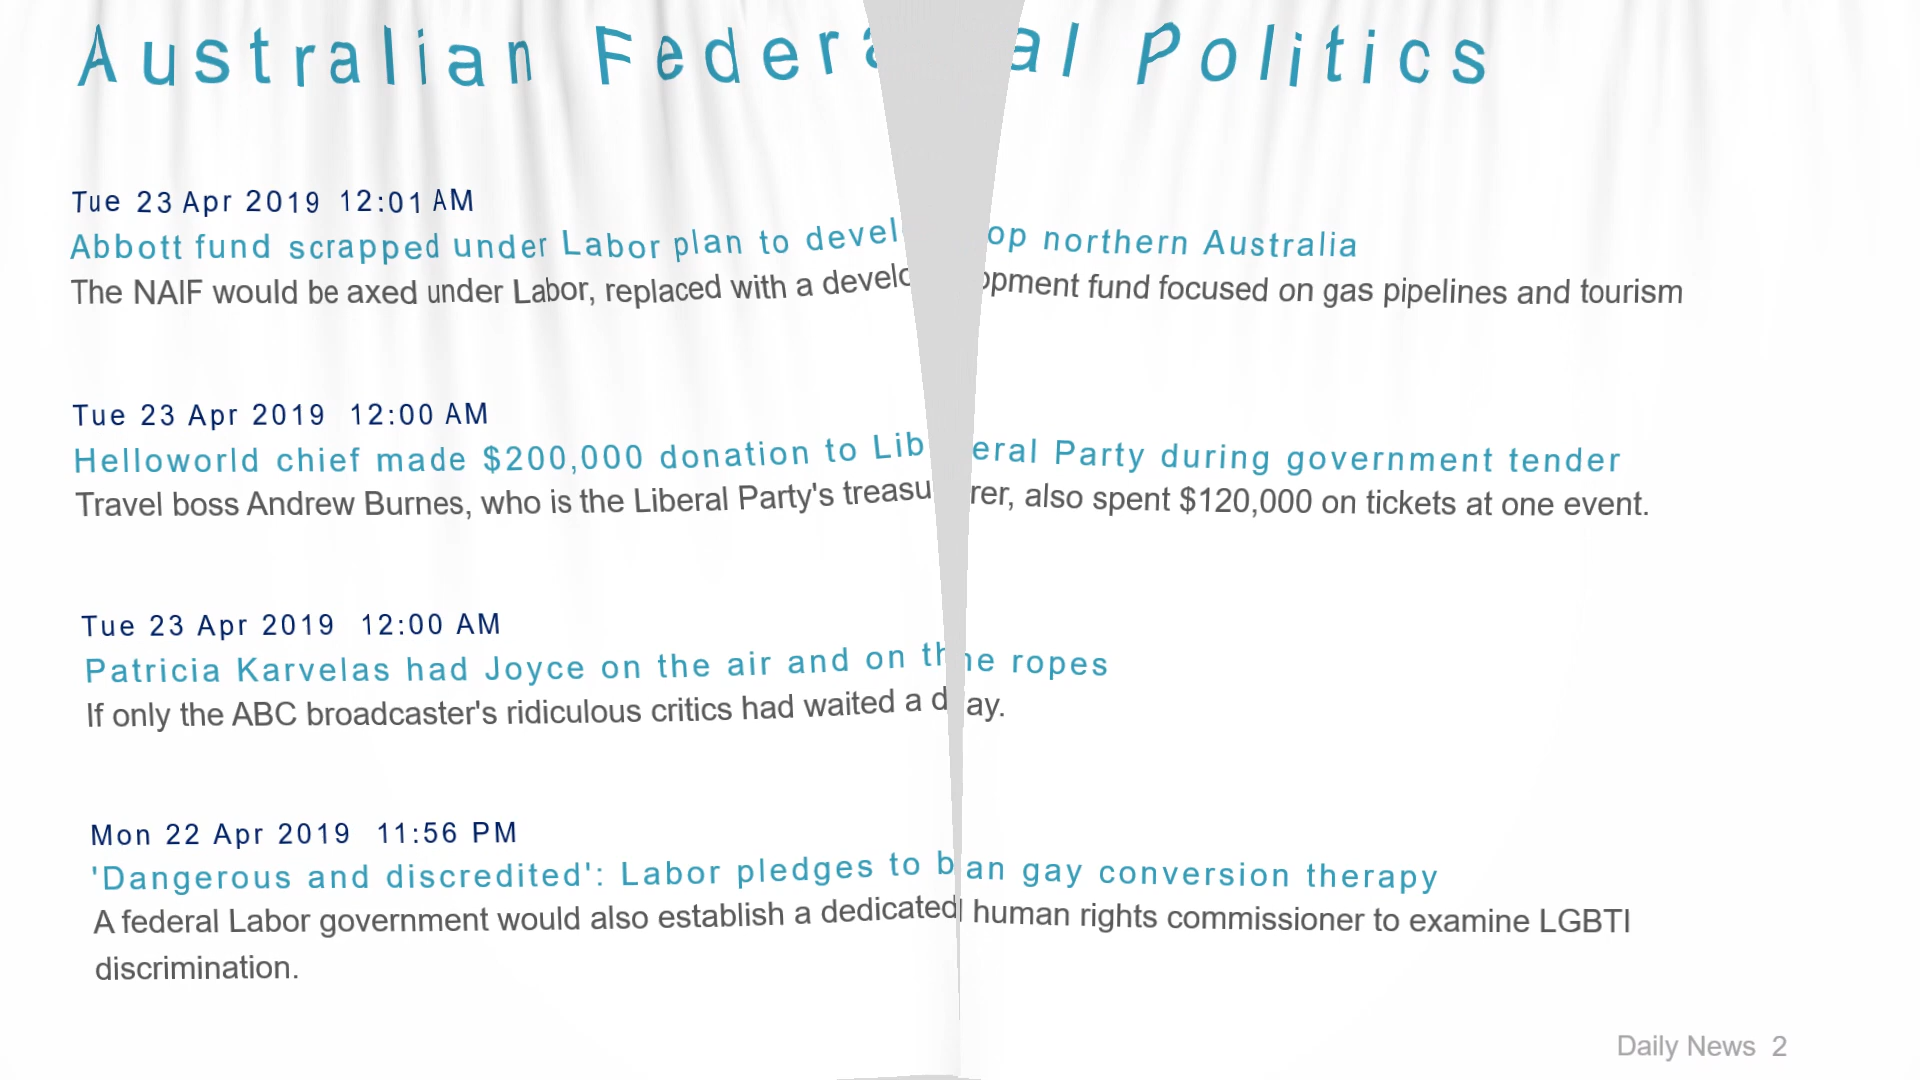 Australian Federal Politics
Tue 23 Apr 2019 12:01 AM
Abbott fund scrapped under Labor plan to develop northern Australia
The NAIF would be axed under Labor, replaced with a development fund focused on gas pipelines and tourism
Tue 23 Apr 2019 12:00 AM
Helloworld chief made $200,000 donation to Liberal Party during government tender
Travel boss Andrew Burnes, who is the Liberal Party's treasurer, also spent $120,000 on tickets at one event.
Tue 23 Apr 2019 12:00 AM
Patricia Karvelas had Joyce on the air and on the ropes
If only the ABC broadcaster's ridiculous critics had waited a day.
Mon 22 Apr 2019 11:56 PM
'Dangerous and discredited': Labor pledges to ban gay conversion therapy
A federal Labor government would also establish a dedicated human rights commissioner to examine LGBTI
discrimination.
Daily News 2